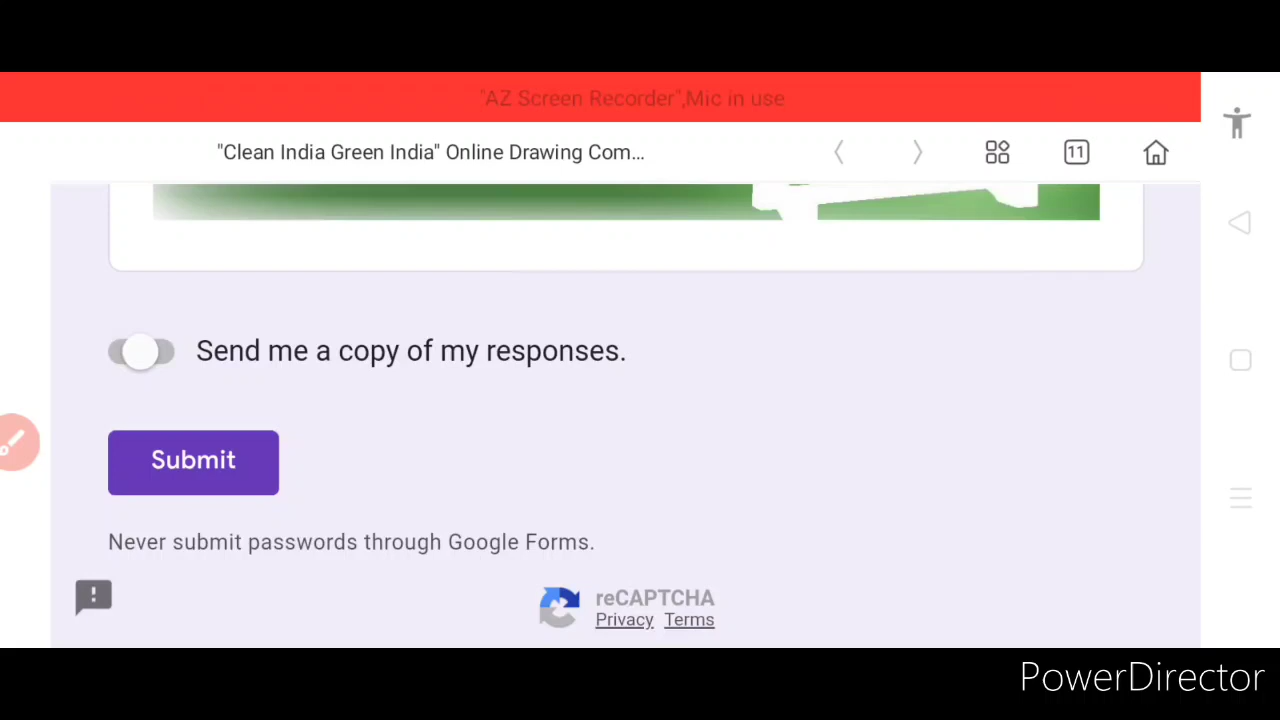 "AZ Screen Recorder",Mic in use
"Clean India Green India" Online Drawing Com...
11
Send me a copy of my responses.
Submit
Never submit passwords through Google Forms.
reCAPTCHA
Privacy Terms
PowerDirector